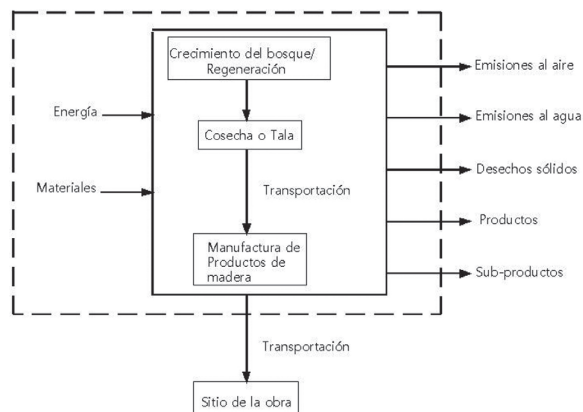 Crecimiento del bosque/
Regeneración
Emisiones al aire
Energía
Emisiones al agua
Cosecha o Tala
Desechos sólidos
Materiales
Transportación
Productos
Manufactura de
Productos de
madera
Sub-productos
Transportación
Sitio de la obra